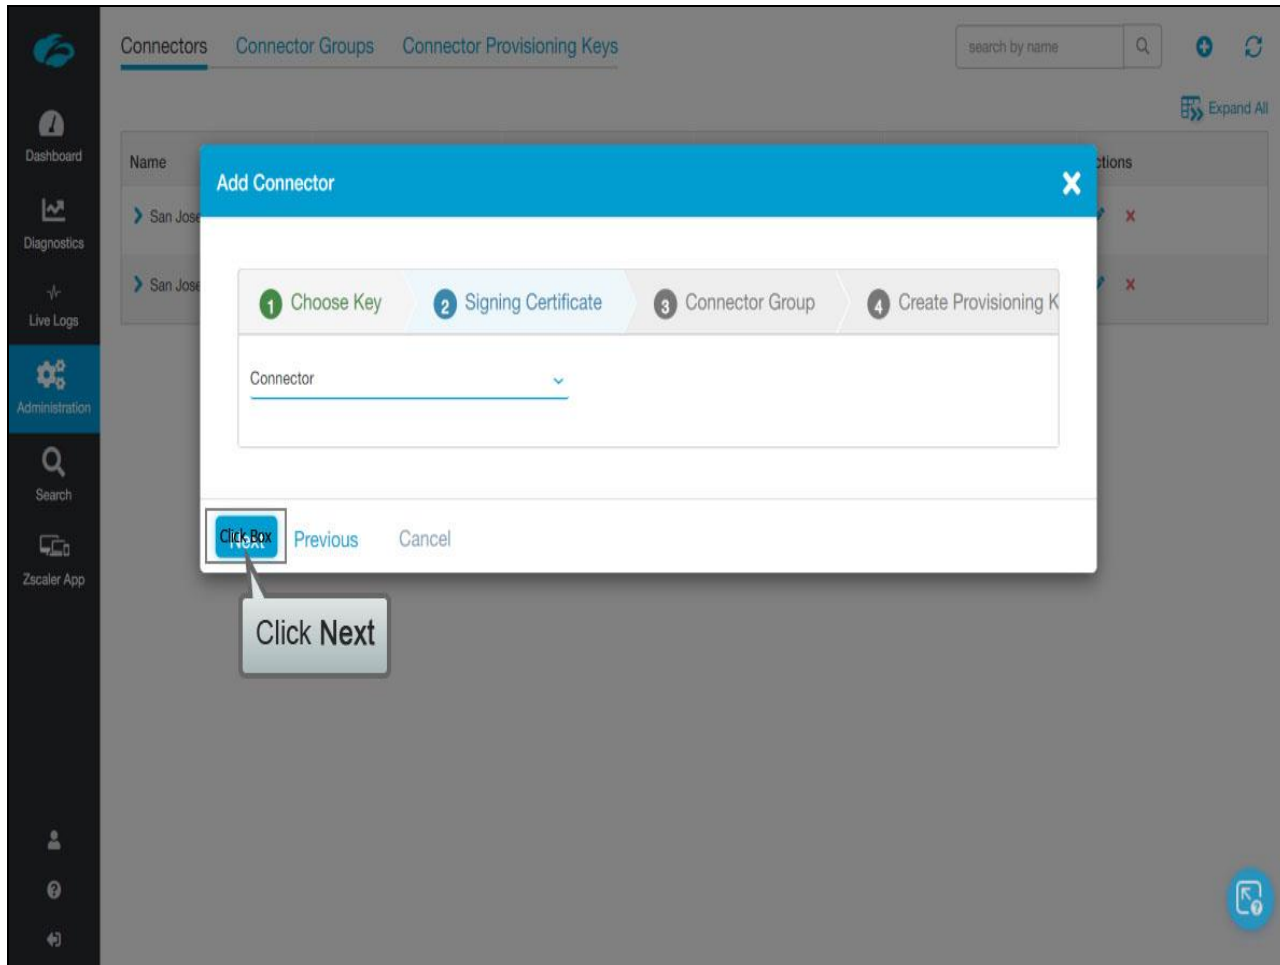 Connectors Connector Groups Connector Provisioning Keys search by name
Expand All
Dashboard
Name
Add Connector
Diagnostics
San Jose
San Jose
Live Logs
1 Choose Key 2 Signing Certificate 3 Connector Group 4 Create Provisioning K
Administration
Connector
Search
Click Box Next Previous Cancel
Zscaler App
Click Next